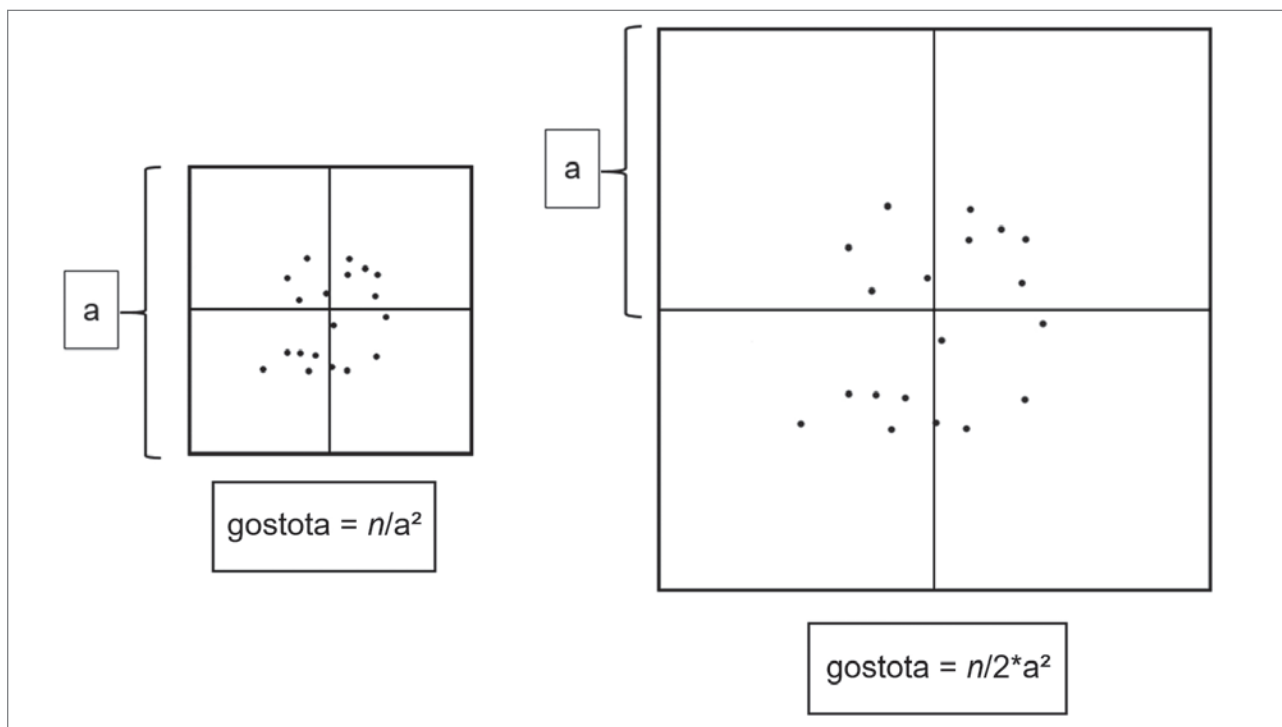 a
gostota = n/a²
a
gostota = n/2*a²